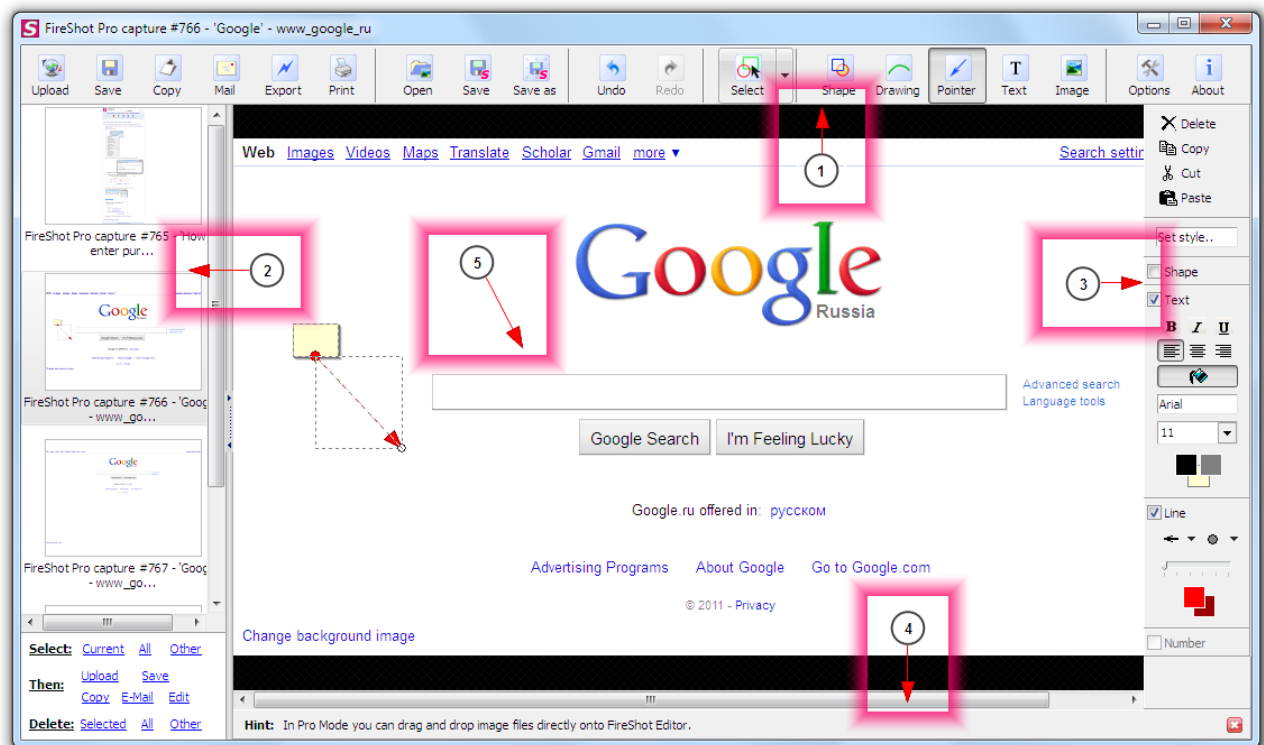 FireShot Pro capture #766 - 'Google' - www_google_ru
Upload Save Copy Mail Export Print Open Save Save as Undo Redo Select Shape Drawing Pointer Text Image Options About
FireShot Pro capture #765 - 'How
enter pur...
Google
FireShot Pro capture #766 - 'Goog
- www_go...
Google
FireShot Pro capture #767 - 'Goog
- www_go...
Select: Current All Other
Then: Upload Save
Copy E-Mail Edit
Delete: Selected All Other
Web Images Videos Maps Translate Scholar Gmail more ▼ Search settin
1
2
5
3
Google
Russia
Advanced search
Language tools
Google Search I'm Feeling Lucky
Google.ru offered in: русском
Advertising Programs About Google Go to Google.com
© 2011 - Privacy
4
Change background image
Hint: In Pro Mode you can drag and drop image files directly onto FireShot Editor.
Delete
Copy
Cut
Paste
Set style..
Shape
Text
B I U
Arial
11
Line
Number